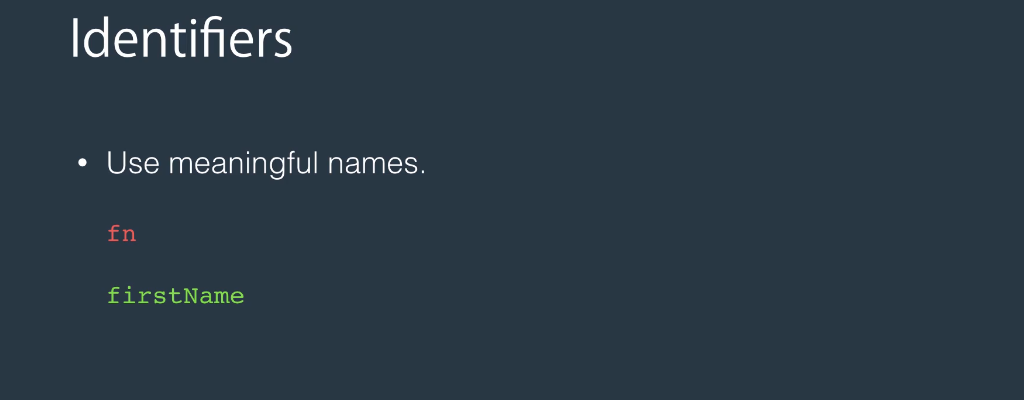 Identifiers
• Use meaningful names.
fn
firstName